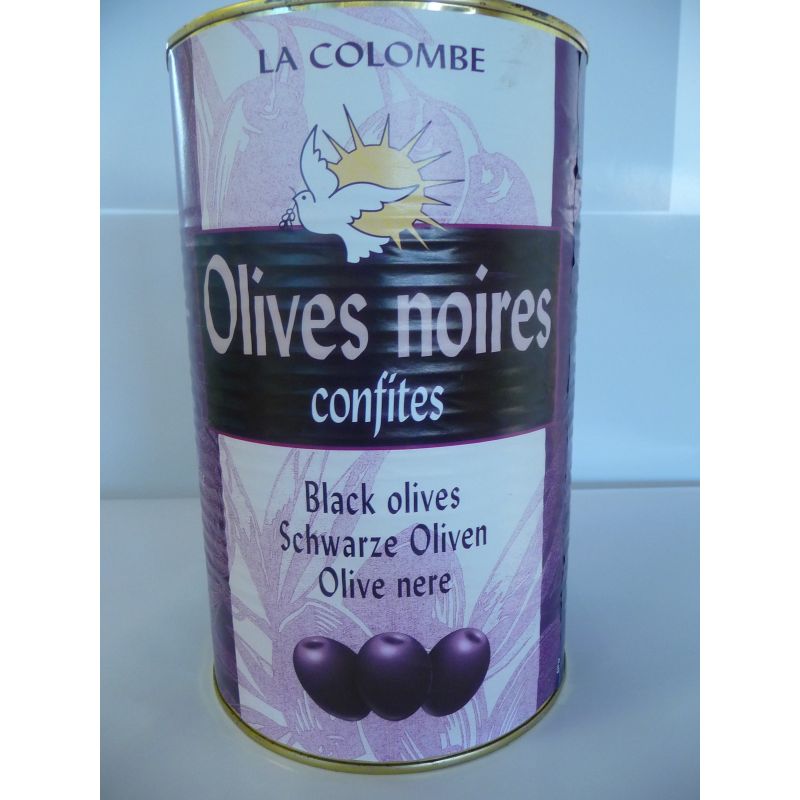 LA COLOMBE
Olives noires
confites
Black olives
Schwarze Oliven
Olive nere